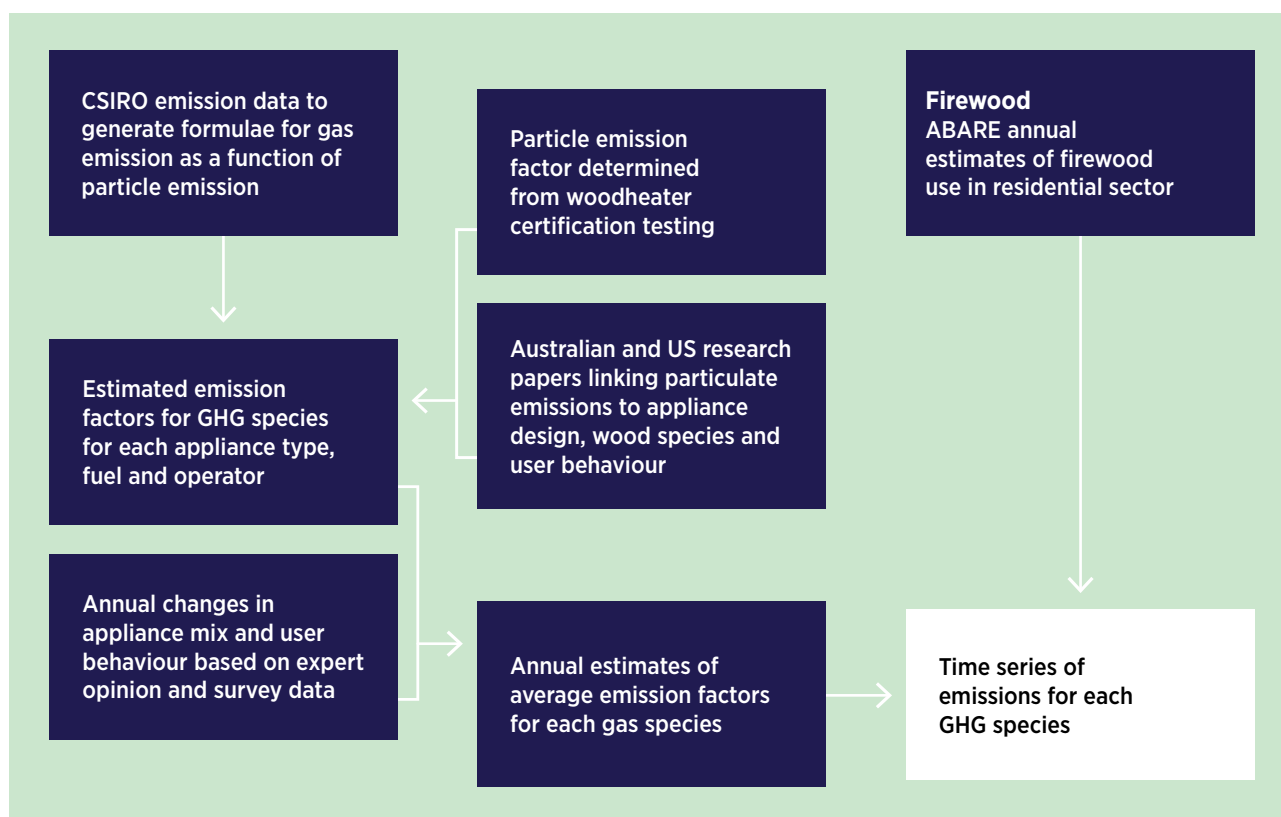 CSIRO emission data to
generate formulae for gas
emission as a function of
particle emission
Particle emission
factor determined
from woodheater
certification testing
Firewood
ABARE annual
estimates of firewood
use in residential sector
Estimated emission
factors for GHG species
for each appliance type,
fuel and operator
Australian and US research
papers linking particulate
emissions to appliance
design, wood species and
user behaviour
Annual changes in
appliance mix and user
behaviour based on expert
opinion and survey data
Annual estimates of
average emission factors
for each gas species
Time series of
emissions for each
GHG species